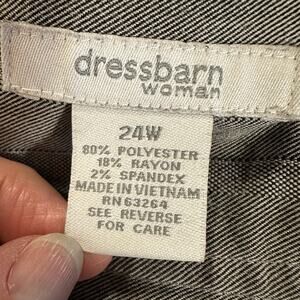 dressbarn
woman
24W
80% POLYESTER
18% RAYON
2% SPANDEX
MADE IN VIETNAM
RN 63264
SEE REVERSE
FOR CARE